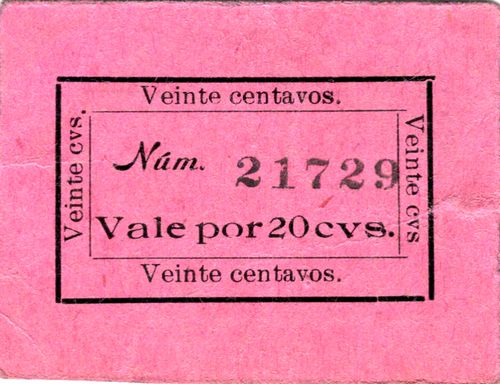 Veinte centavos.
Veinte cvs.
Núm. 21729
Vale por 20 cvs.
Veinte cvs
Veinte centavos.